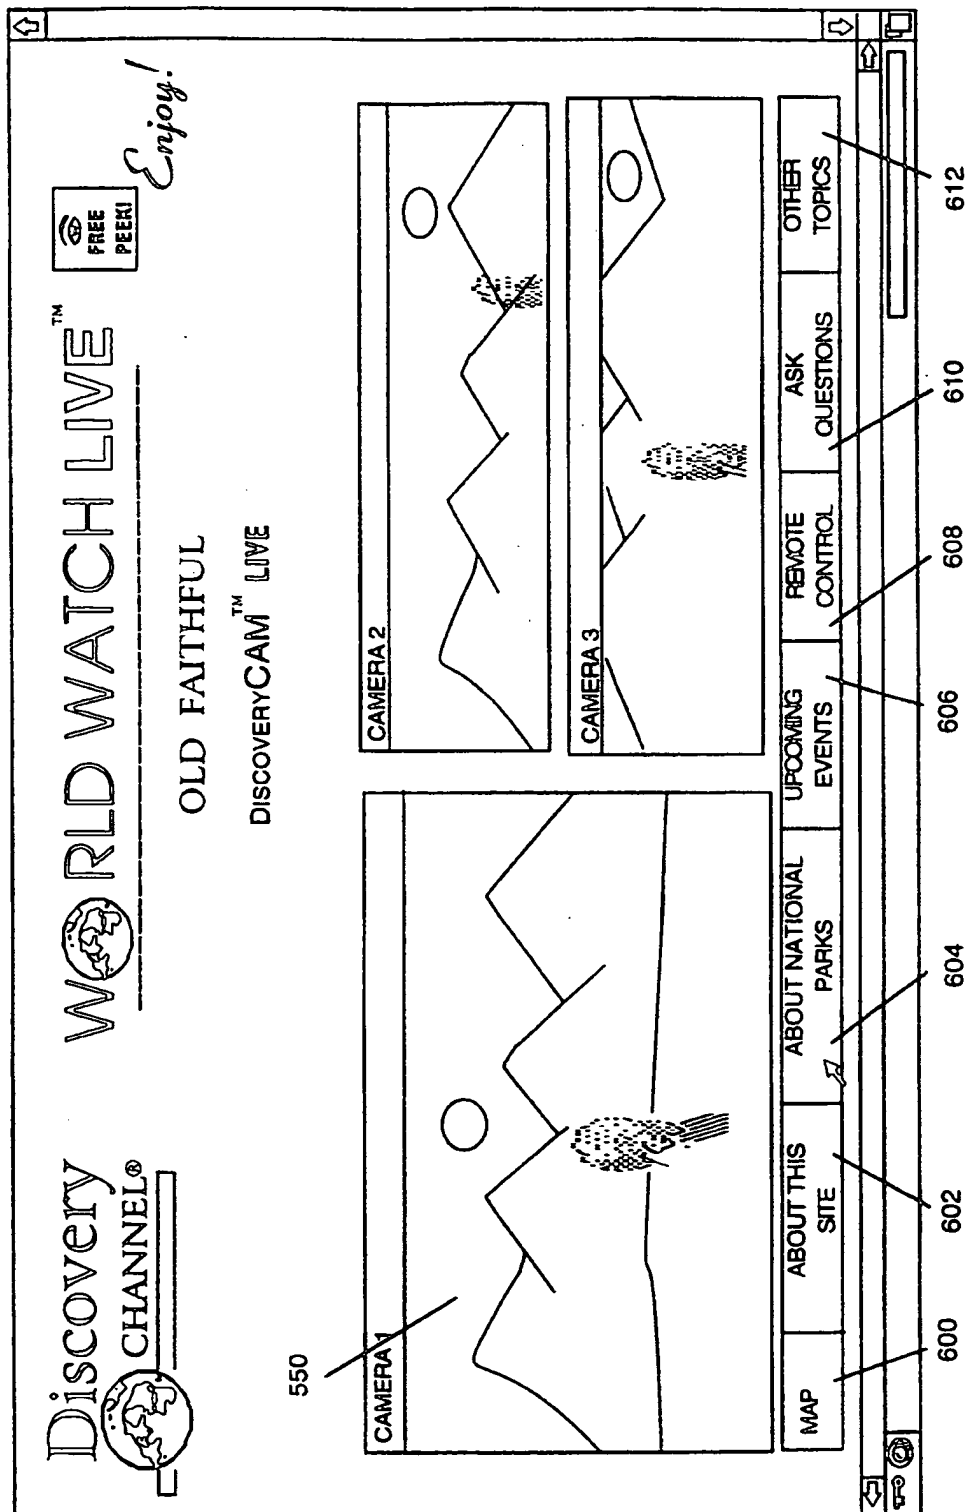 Discovery
CHANNEL®
WORLD WATCH LIVE™
FREE
PEEK!
Enjoy!
OLD FAITHFUL
DISCOVERYCAM™ LIVE
550
CAMERA 1
CAMERA 2
CAMERA 3
MAP
ABOUT THIS
SITE
ABOUT NATIONAL
PARKS
UPCOMING
EVENTS
REMOTE
CONTROL
ASK
QUESTIONS
OTHER
TOPICS
600
602
604
606
608
610
612